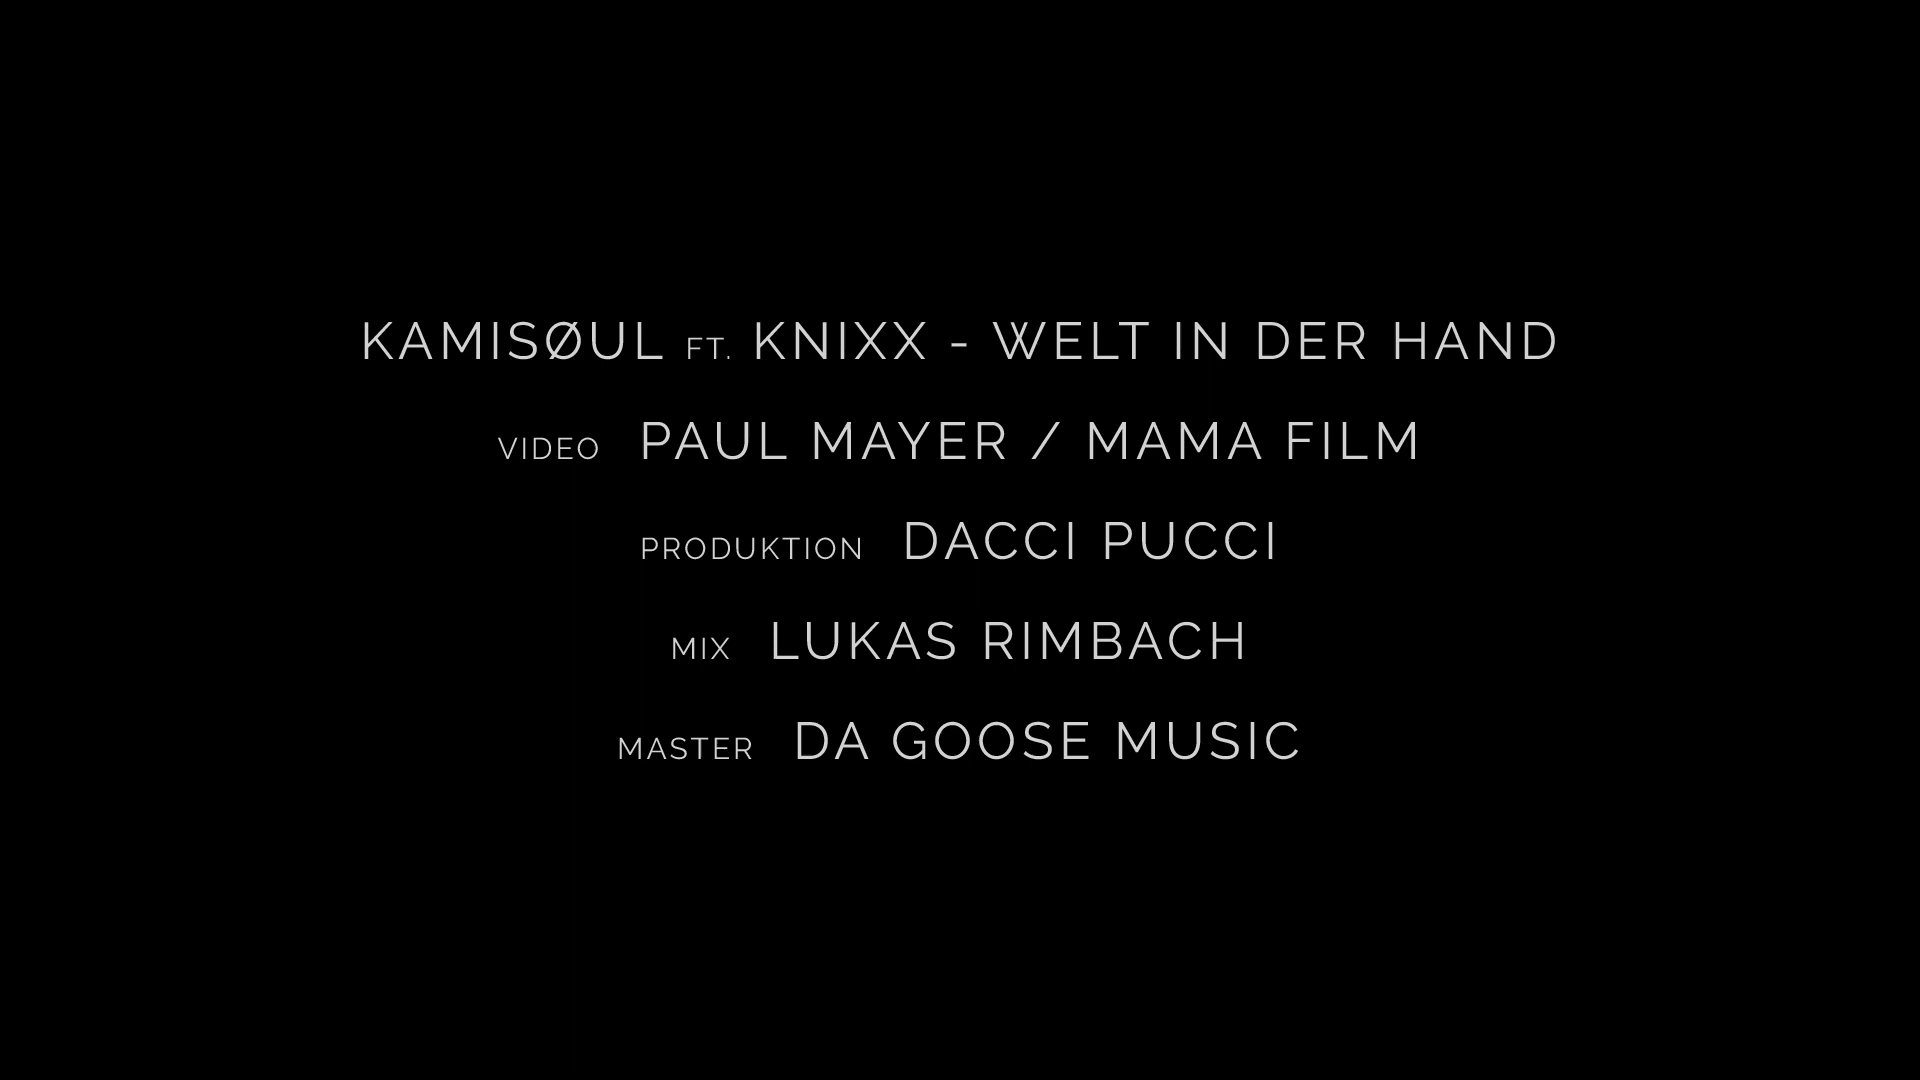 KAMISØUL FT. KNIXX - WELT IN DER HAND
VIDEO PAUL MAYER / MAMA FILM
PRODUKTION DACCI PUCCI
MIX LUKAS RIMBACH
MASTER DA GOOSE MUSIC